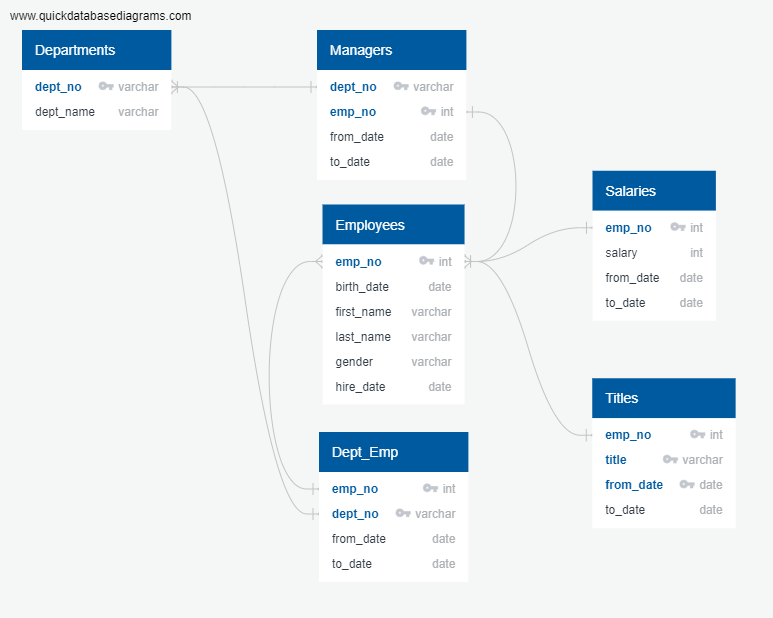 www.quickdatabasediagrams.com
Departments
dept_no varchar
dept_name varchar
Managers
dept_no varchar
emp_no int
from_date date
to_date date
Employees
emp_no int
birth_date date
first_name varchar
last_name varchar
gender varchar
hire_date date
Dept_Emp
emp_no int
dept_no varchar
from_date date
to_date date
Salaries
emp_no int
salary int
from_date date
to_date date
Titles
emp_no int
title varchar
from_date date
to_date date